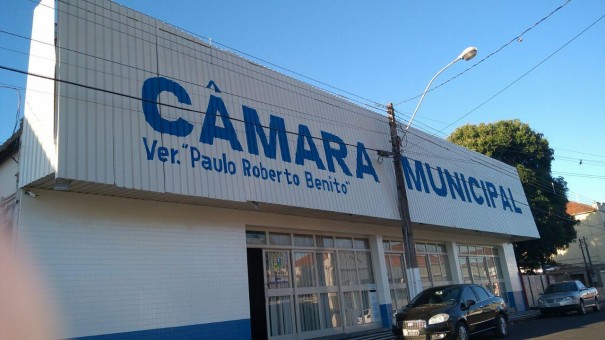 CÂMARA MUNICIPAL
Ver. "Paulo Roberto Benito"